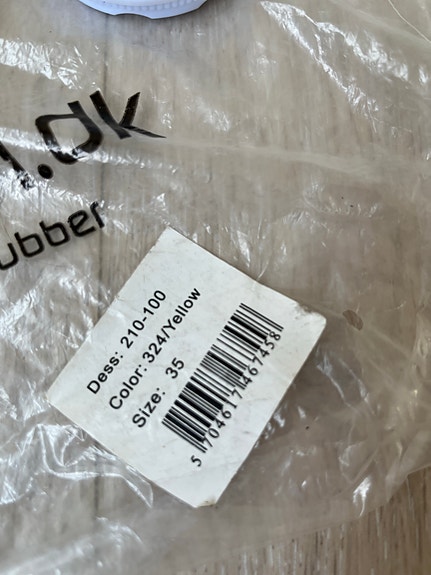 .dk
ubber
Dess: 210-100
Color: 324/Yellow
Size: 35
5 704617 467458